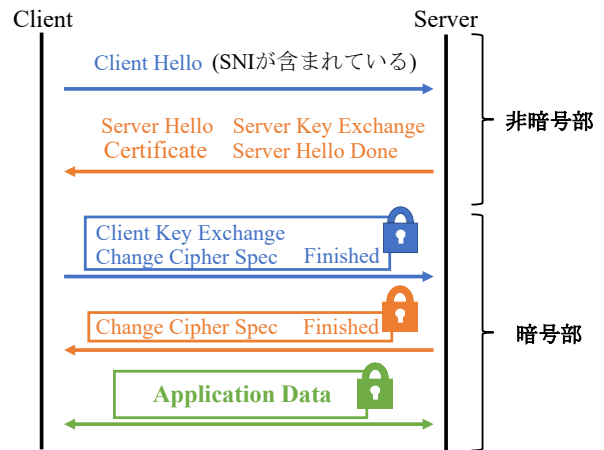 Client
Server
Client Hello (SNIが含まれている)
Server Hello Server Key Exchange
Certificate Server Hello Done
非暗号部
Client Key Exchange
Change Cipher Spec Finished
Change Cipher Spec Finished
暗号部
Application Data